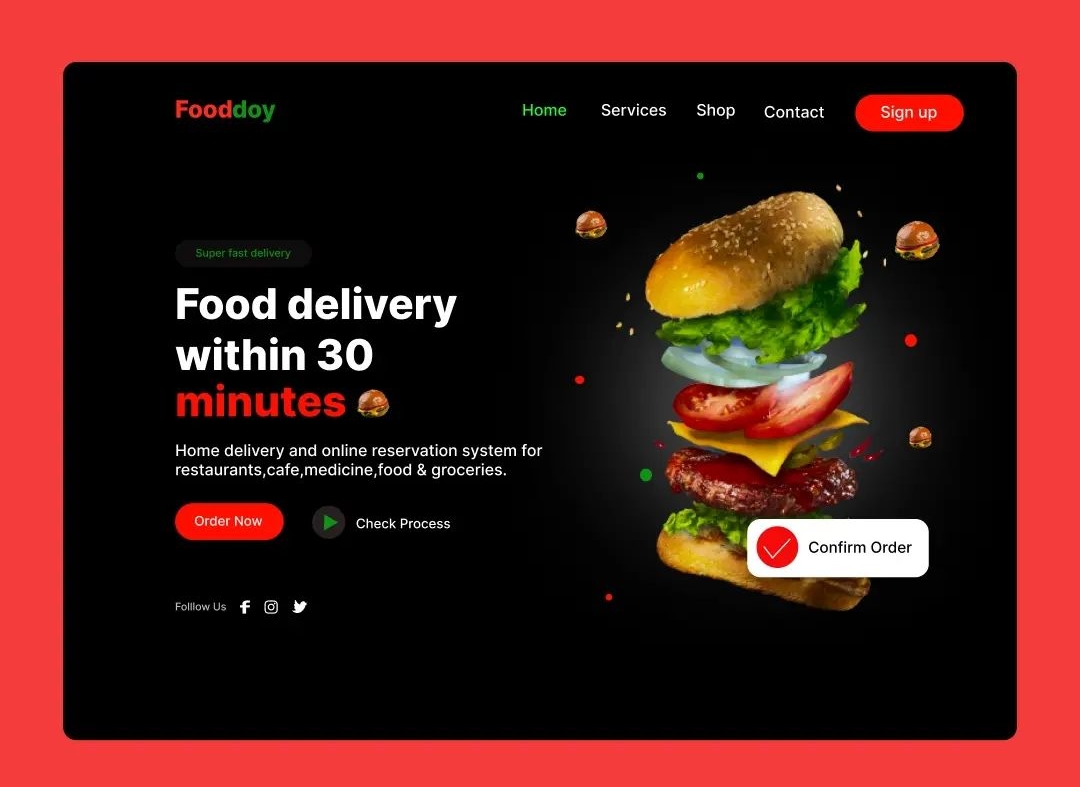 Fooddoy
Home Services Shop Contact Sign up
Super fast delivery
Food delivery
within 30
minutes
Home delivery and online reservation system for
restaurants,cafe,medicine,food & groceries.
Order Now
Check Process
Confirm Order
Folllow Us